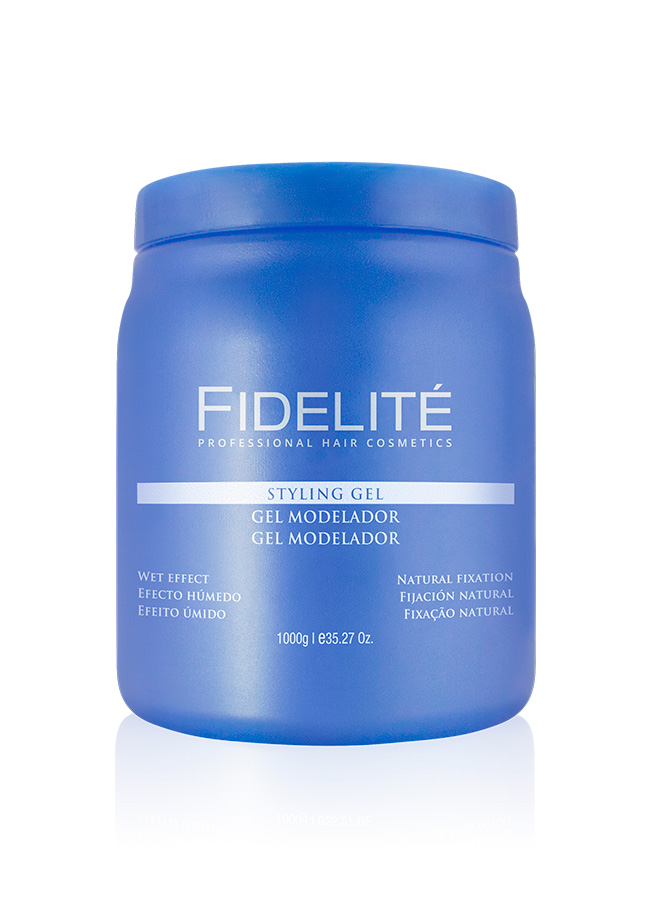 FIDELITÉ
PROFESSIONAL HAIR COSMETICS
STYLING GEL
GEL MODELADOR
GEL MODELADOR
WET EFFECT
EFECTO HÚMEDO
EFEITO ÚMIDO
NATURAL FIXATION
FIJACIÓN NATURAL
FIXAÇÃO NATURAL
1000g | e35.27 Oz.